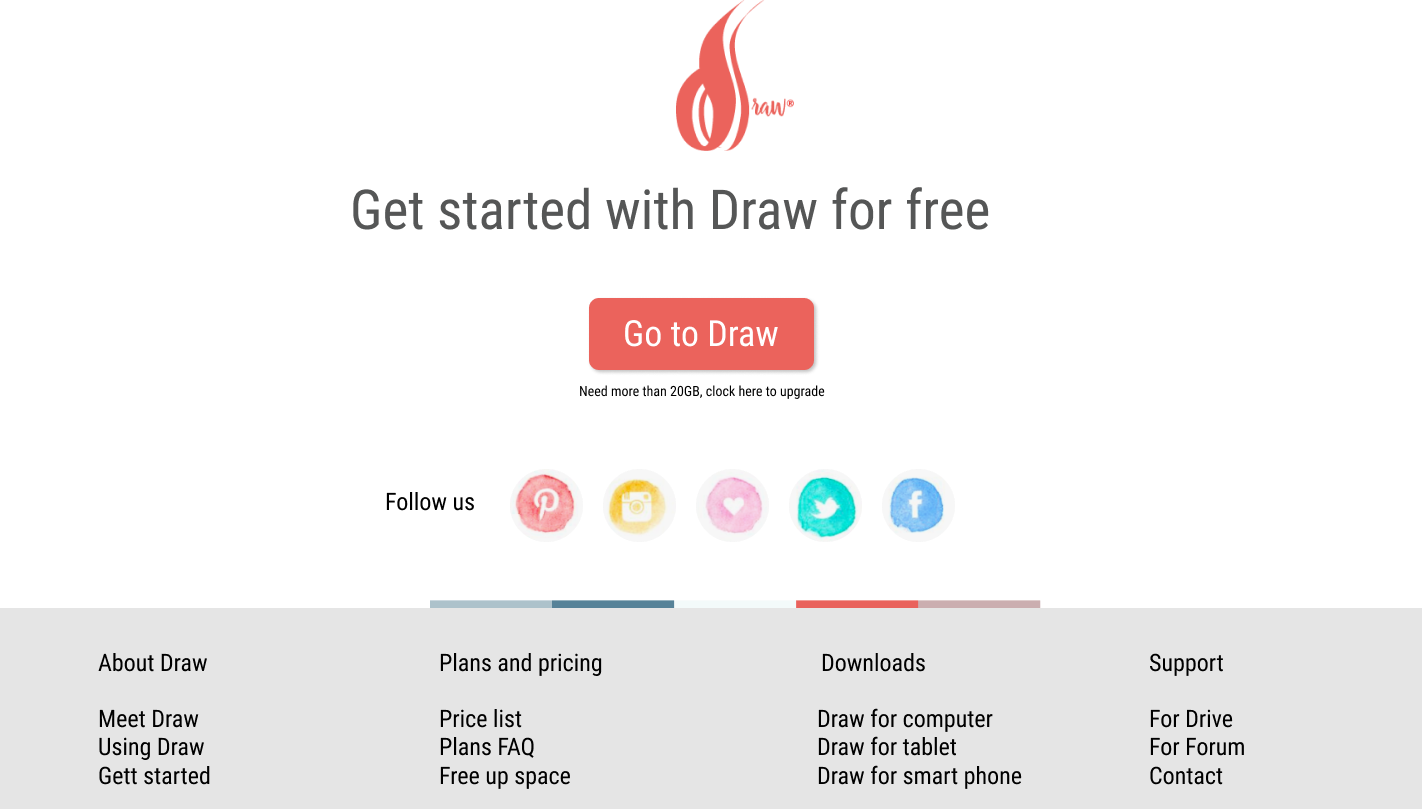 Draw®
Get started with Draw for free
Go to Draw
Need more than 20GB, clock here to upgrade
Follow us
About Draw
Plans and pricing
Downloads
Support
Meet Draw
Price list
Draw for computer
For Drive
Using Draw
Plans FAQ
Draw for tablet
For Forum
Gett started
Free up space
Draw for smart phone
Contact